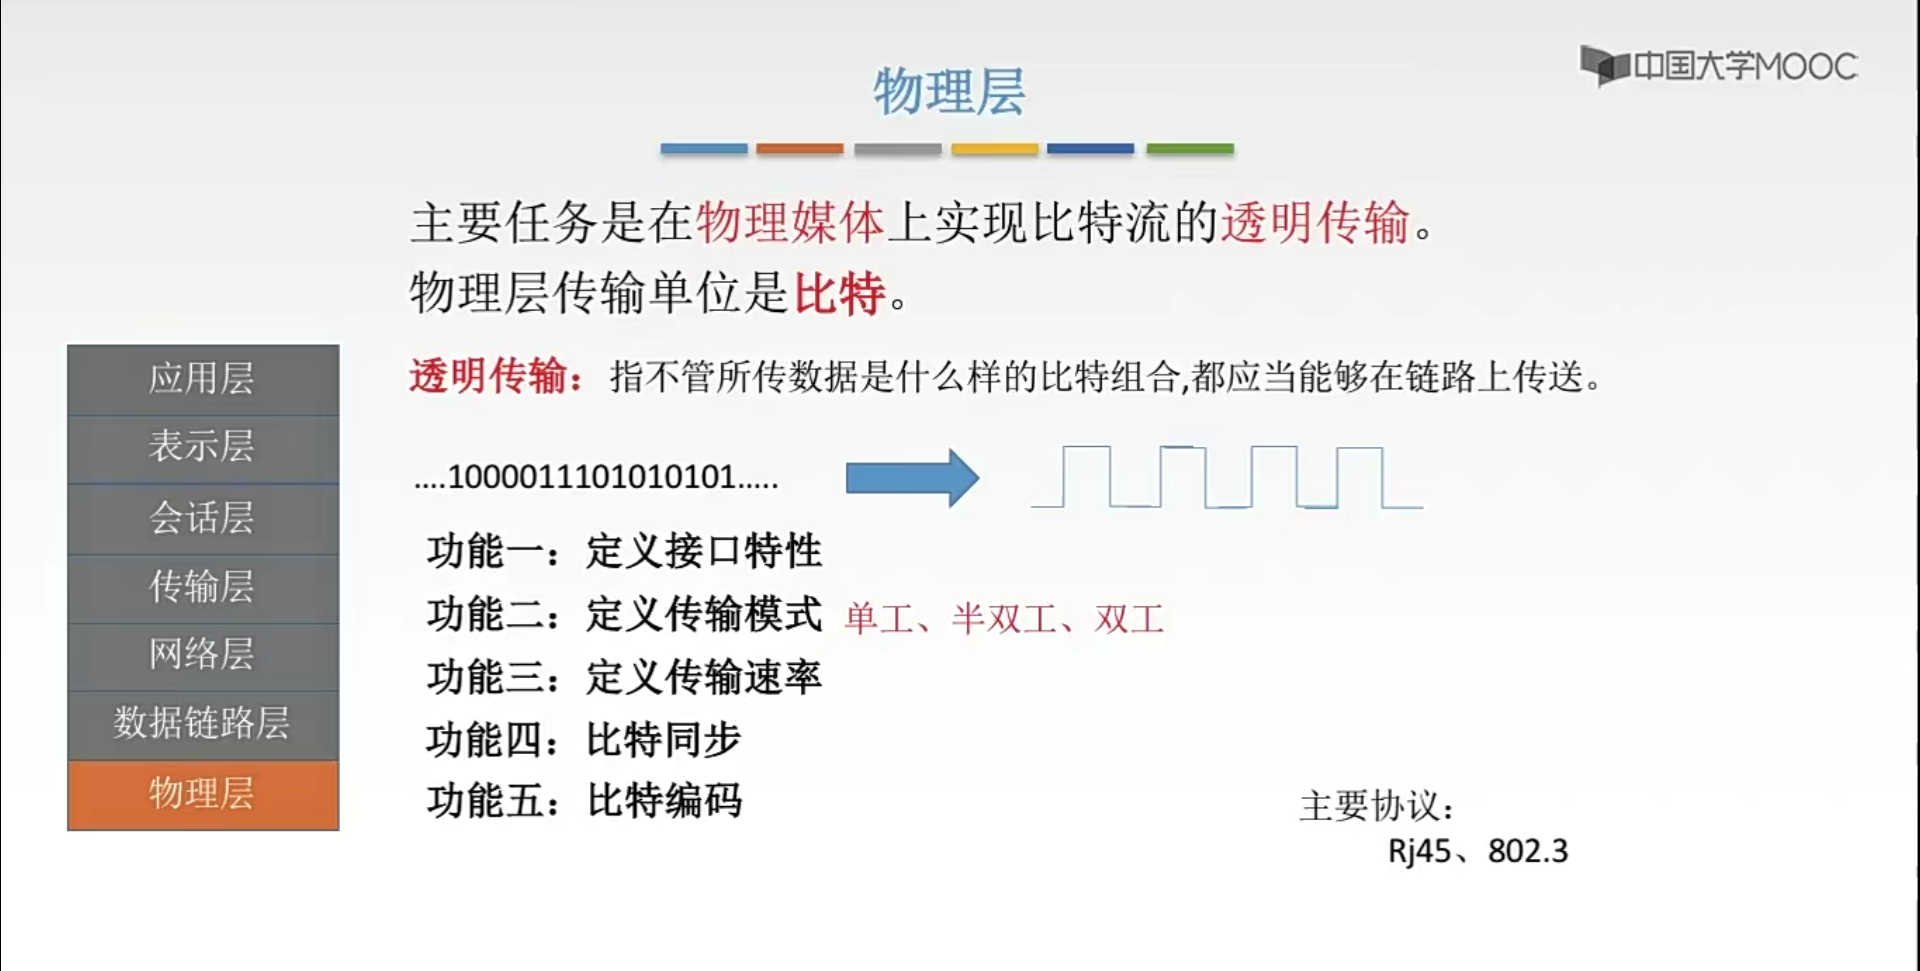 中国大学MOOC
物理层
主要任务是在物理媒体上实现比特流的透明传输。
物理层传输单位是比特。
透明传输：指不管所传数据是什么样的比特组合,都应当能够在链路上传送。
....1000011101010101.....
功能一：定义接口特性
功能二：定义传输模式 单工、半双工、双工
功能三：定义传输速率
功能四：比特同步
功能五：比特编码
应用层
表示层
会话层
传输层
网络层
数据链路层
物理层
主要协议：
Rj45、802.3